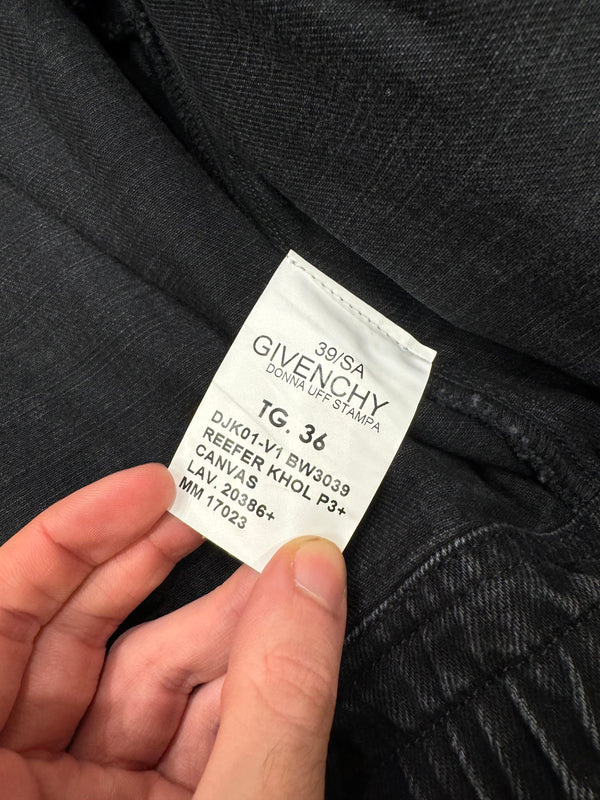 39/SA
GIVENCHY
DONNA UFF STAMPA
TG. 36
DJK01-V1 BW3039
REEFER KHOL P3+
CANVAS
LAV. 20386+
MM 17023